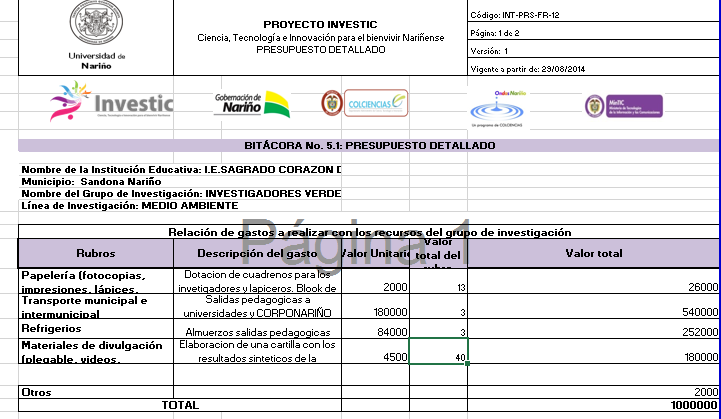 PROYECTO INVESTIC
Ciencia, Tecnología e Innovación para el bienvivir Nariñense
PRESUPUESTO DETALLADO
Código: INT-PRS-FR-12
Página: 1 de 2
Versión: 1
Vigente a partir de: 29/08/2014
Universidad de
Nariño
Investic
Gobernación de
Nariño
COLCIENCIAS
Onda Nariño
Un programa de COLCIENCIAS
MinTIC
BITÁCORA No. 5.1: PRESUPUESTO DETALLADO
Nombre de la Institución Educativa: I.E.SAGRADO CORAZON D
Municipio: Sandona Nariño
Nombre del Grupo de Investigación: INVESTIGADORES VERDE
Línea de Investigación: MEDIO AMBIENTE
Página 1
Relación de gastos a realizar con los recursos del grupo de investigación
Rubros Descripción del gasto Valor Unitario Valor total del Valor total
Papelería (fotocopias, impresiones, lápices, Dotacion de cuadrenos para los invetigadores y lapiceros. Blook de 2000 13 26000
Transporte municipal e intermunicipal Salidas pedagogicas a universidades y CORPONARIÑO 180000 3 540000
Refrigerios Almuerzos salidas pedagogicas 84000 3 252000
Materiales de divulgación (plegable, videos, Elaboracion de una cartilla con los resultados sinteticos de la 4500 40 180000
Otros 2000
TOTAL 1000000